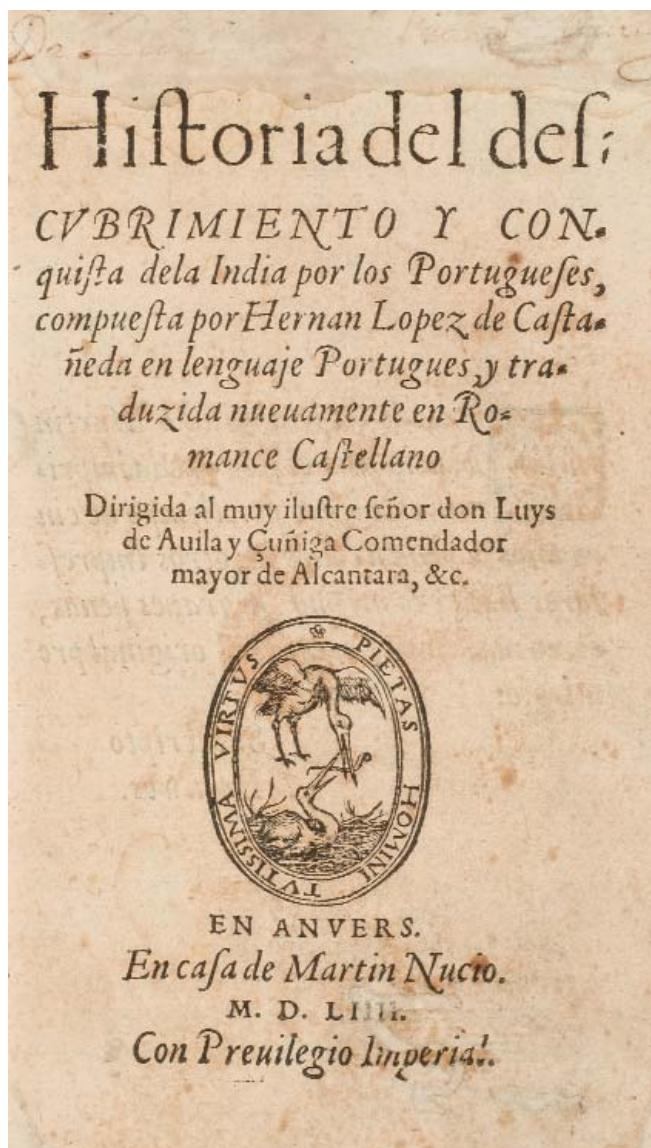 Hiſtoria del deſ⸗
CVBRIMIENTO Y CON⸗
quiſta dela India por los Portugueſes,
compueſta por Hernan Lopez de Caſta⸗
ñeda en lenguaje Portugues, y tra⸗
duzida nueuamente en Ro⸗
mance Caſtellano
Dirigida al muy iluſtre ſeñor don Luys
de Auila y Çuñiga Comendador
mayor de Alcantara, &c.
PIETAS HOMINI TVTISSIMA VIRTVS
EN ANVERS.
En caſa de Martin Nucio.
M. D. LIIII.
Con Preuilegio Imperial.